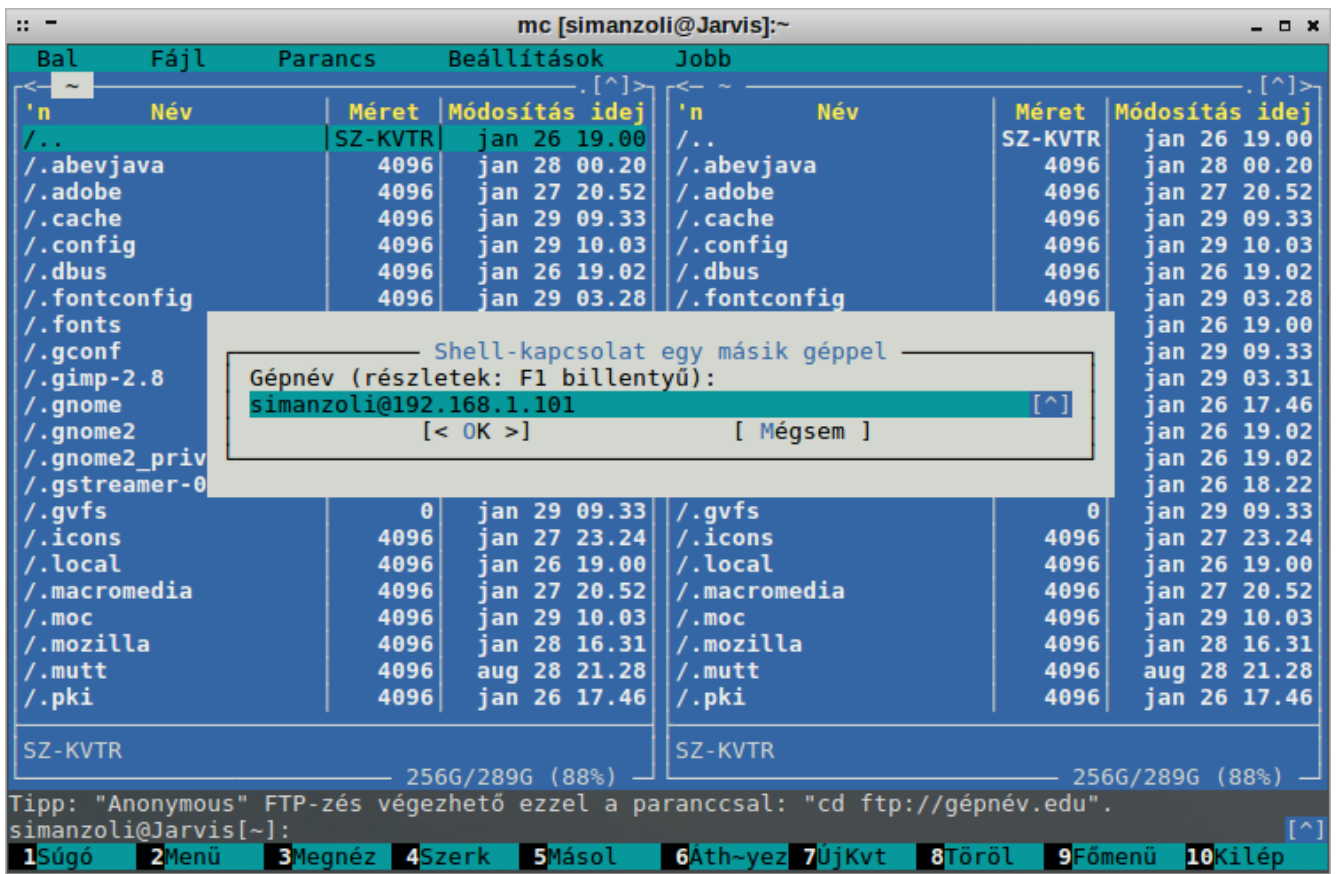 mc [simanzoli@Jarvis]:~
Bal Fájl Parancs Beállítások Jobb
<— ~ .[^]> <— ~ .[^]>
'n Név Méret Módosítás idej 'n Név Méret Módosítás idej
/.. SZ-KVTR jan 26 19.00 /.. SZ-KVTR jan 26 19.00
/.abevjava 4096 jan 28 00.20 /.abevjava 4096 jan 28 00.20
/.adobe 4096 jan 27 20.52 /.adobe 4096 jan 27 20.52
/.cache 4096 jan 29 09.33 /.cache 4096 jan 29 09.33
/.config 4096 jan 29 10.03 /.config 4096 jan 29 10.03
/.dbus 4096 jan 26 19.02 /.dbus 4096 jan 26 19.02
/.fontconfig 4096 jan 29 03.28 /.fontconfig 4096 jan 29 03.28
/.fonts jan 26 19.00
/.gconf Shell-kapcsolat egy másik géppel jan 29 09.33
/.gimp-2.8 Gépnév (részletek: F1 billentyű): jan 29 03.31
/.gnome simanzoli@192.168.1.101 [^] jan 26 17.46
/.gnome2 [< OK >] [ Mégsem ] jan 26 19.02
/.gnome2_priv jan 26 19.02
/.gstreamer-0 jan 26 18.22
/.gvfs 0 jan 29 09.33 /.gvfs 0 jan 29 09.33
/.icons 4096 jan 27 23.24 /.icons 4096 jan 27 23.24
/.local 4096 jan 26 19.00 /.local 4096 jan 26 19.00
/.macromedia 4096 jan 27 20.52 /.macromedia 4096 jan 27 20.52
/.moc 4096 jan 29 10.03 /.moc 4096 jan 29 10.03
/.mozilla 4096 jan 28 16.31 /.mozilla 4096 jan 28 16.31
/.mutt 4096 aug 28 21.28 /.mutt 4096 aug 28 21.28
/.pki 4096 jan 26 17.46 /.pki 4096 jan 26 17.46
SZ-KVTR SZ-KVTR
256G/289G (88%) 256G/289G (88%)
Tipp: "Anonymous" FTP-zés végezhető ezzel a paranccsal: "cd ftp://gépnév.edu".
simanzoli@Jarvis[~]: [^]
1Súgó 2Menü 3Megnéz 4Szerk 5Másol 6Áth~yez 7ÚjKvt 8Töröl 9Főmenü 10Kilép